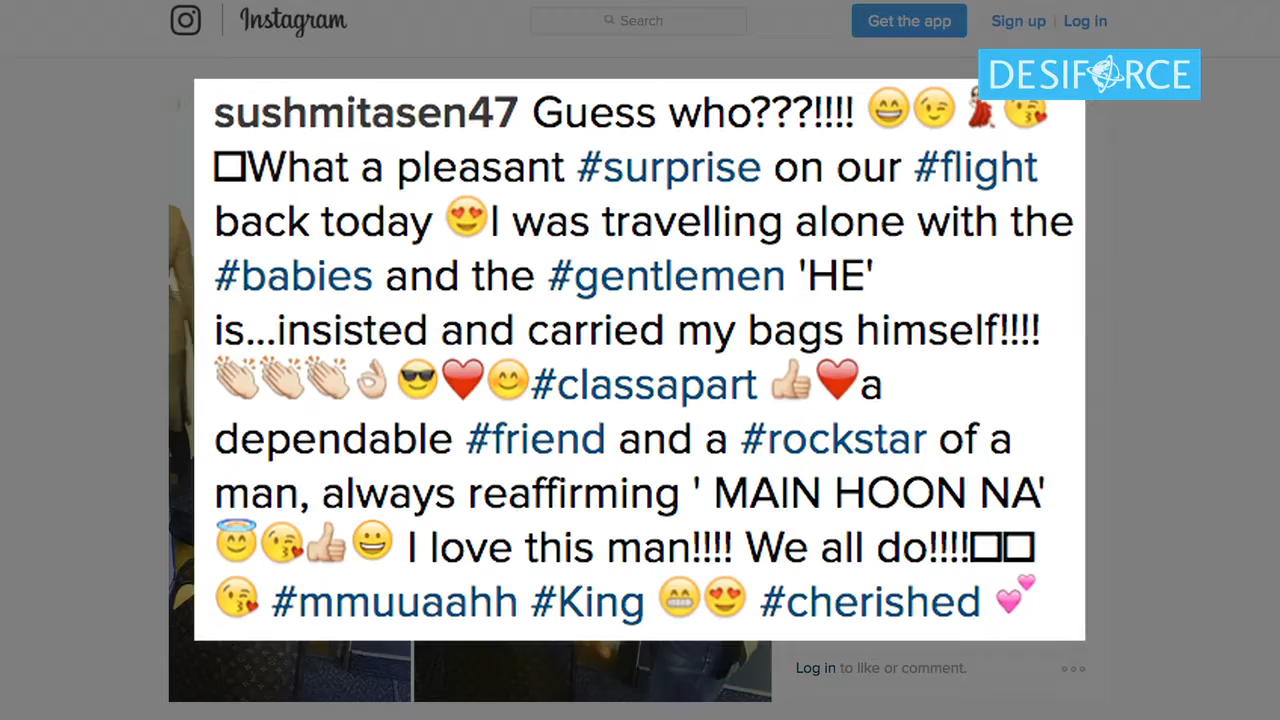 Instagram
Search
Get the app
Sign up | Log in
DESIFORCE
sushmitasen47 Guess who???!!!! 😁😉💃😘
□What a pleasant #surprise on our #flight
back today 😍I was travelling alone with the
#babies and the #gentlemen 'HE'
is...insisted and carried my bags himself!!!!
👏👏👏👌😎❤️😊#classapart 👍❤️a
dependable #friend and a #rockstar of a
man, always reaffirming ' MAIN HOON NA'
😇😘👍😀 I love this man!!!! We all do!!!!□□
😘 #mmuuaahh #King 😁😍 #cherished 💕
Log in to like or comment.